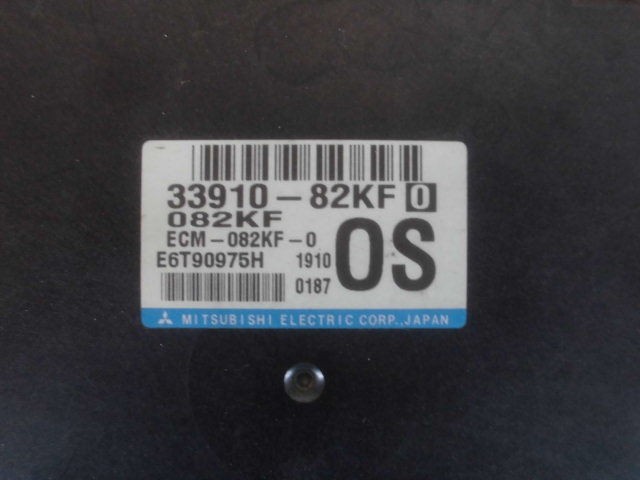 33910-82KF 0
082KF
ECM-082KF-0
E6T90975H 1910
0187
OS
MITSUBISHI ELECTRIC CORP.,JAPAN